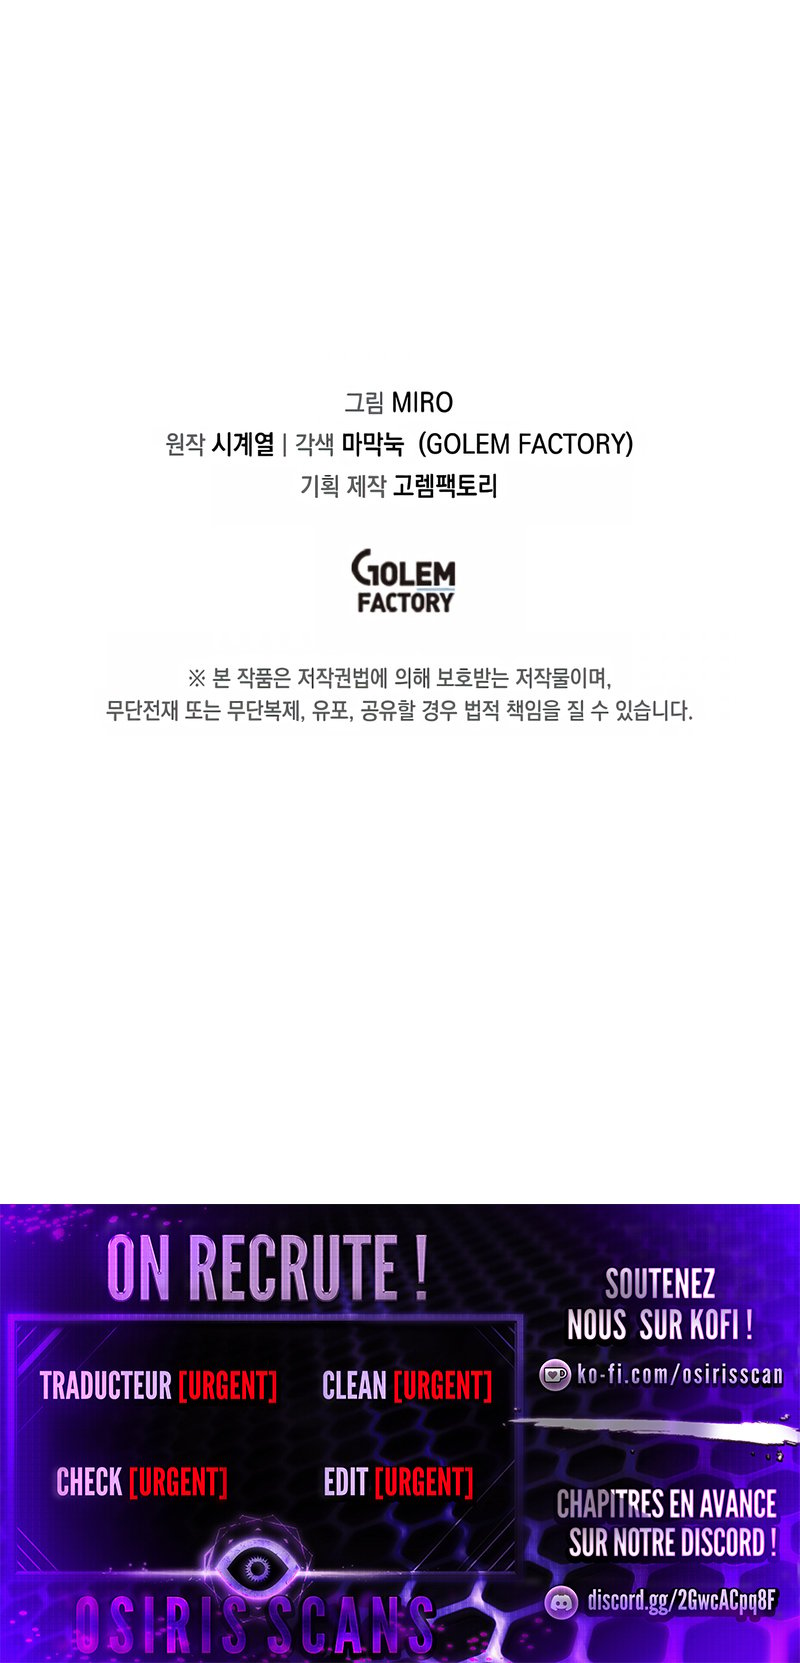 그림 MIRO
원작 시계열 | 각색 마막눅 (GOLEM FACTORY)
기획 제작 고렘팩토리
GOLEM
FACTORY
※ 본 작품은 저작권법에 의해 보호받는 저작물이며,
무단전재 또는 무단복제, 유포, 공유할 경우 법적 책임을 질 수 있습니다.
ON RECRUTE !
TRADUCTEUR [URGENT]
CLEAN [URGENT]
CHECK [URGENT]
EDIT [URGENT]
OSIRIS SCANS
SOUTENEZ
NOUS SUR KOFI !
ko-fi.com/osirisscan
CHAPITRES EN AVANCE
SUR NOTRE DISCORD !
discord.gg/2GwcACpq8F